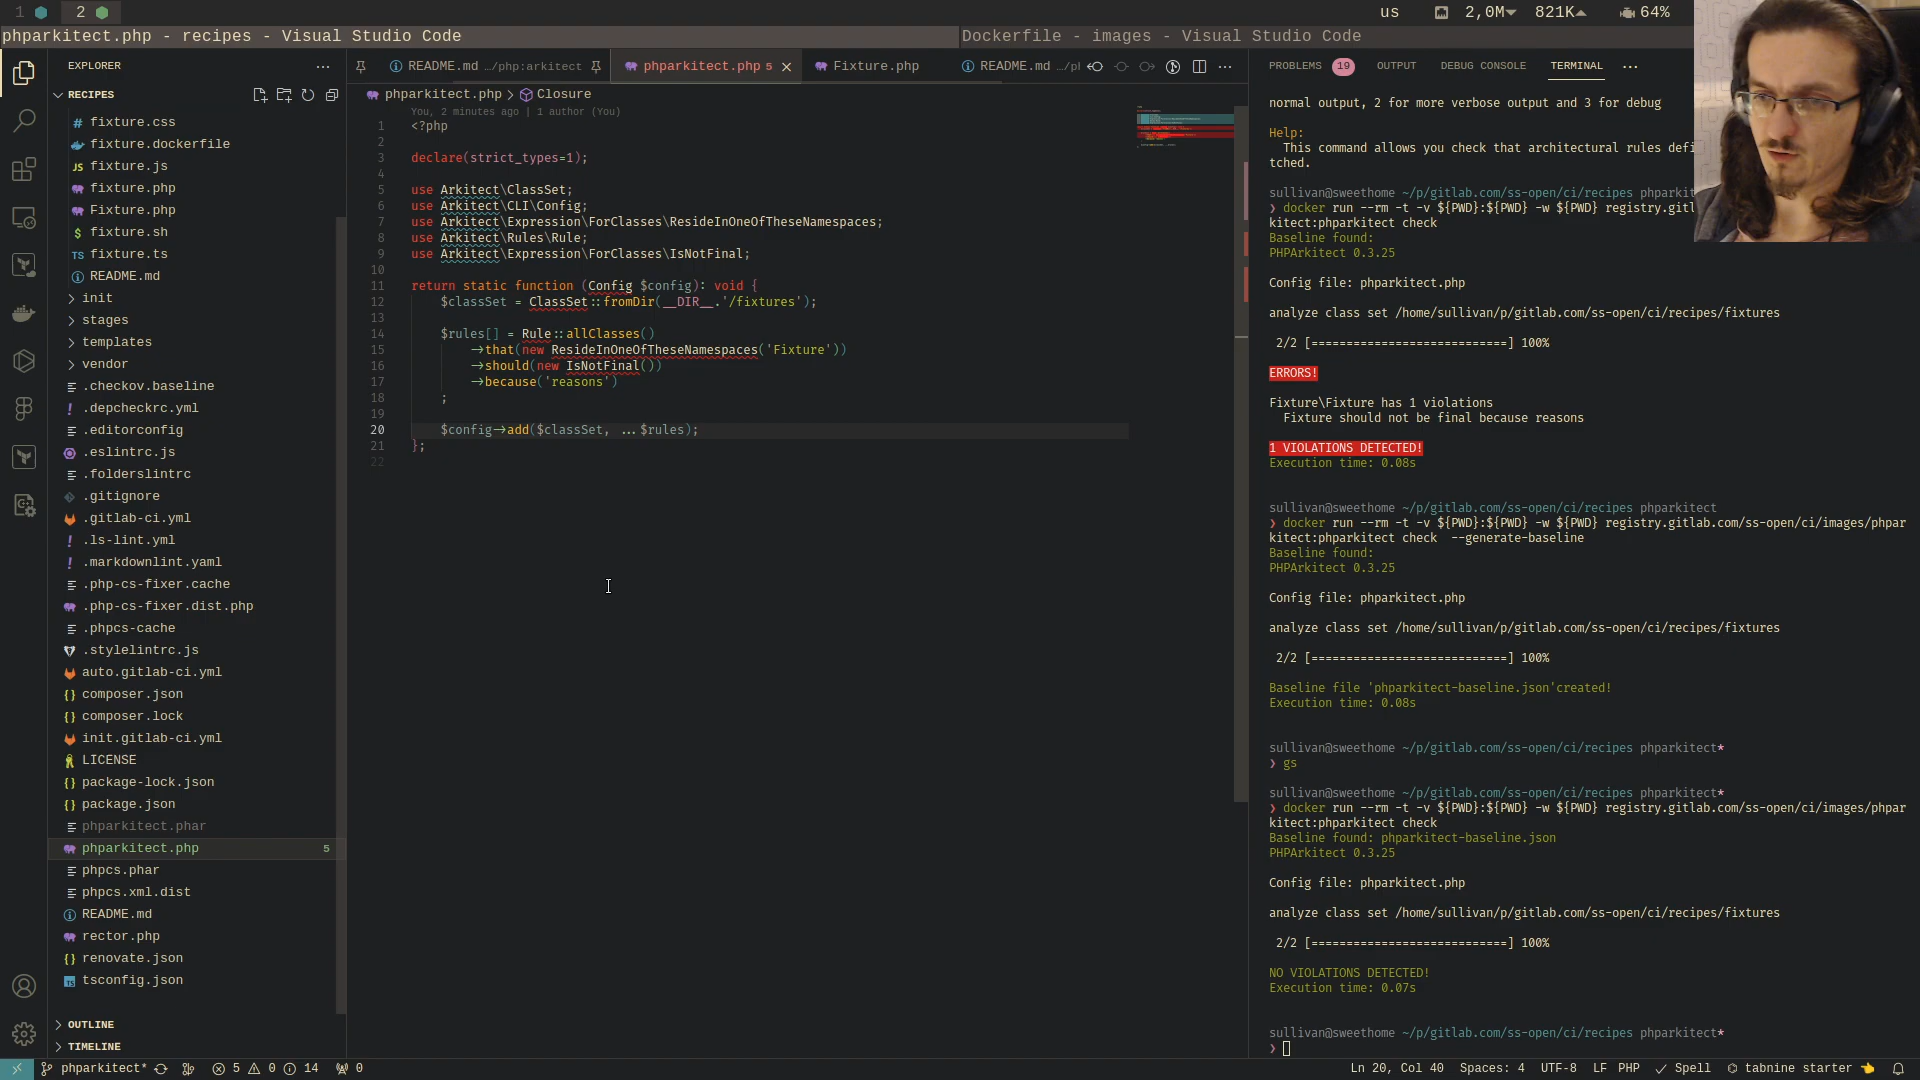 1
2
us
2,0M
821K
64%
phparkitect.php - recipes - Visual Studio Code
Dockerfile - images - Visual Studio Code
EXPLORER
RECIPES
fixture.css
fixture.dockerfile
fixture.js
fixture.php
Fixture.php
fixture.sh
fixture.ts
README.md
init
stages
templates
vendor
.checkov.baseline
.depcheckrc.yml
.editorconfig
.eslintrc.js
.folderslintrc
.gitignore
.gitlab-ci.yml
.ls-lint.yml
.markdownlint.yaml
.php-cs-fixer.cache
.php-cs-fixer.dist.php
.phpcs-cache
.stylelintrc.js
auto.gitlab-ci.yml
composer.json
composer.lock
init.gitlab-ci.yml
LICENSE
package-lock.json
package.json
phparkitect.phar
phparkitect.php 5
phpcs.phar
phpcs.xml.dist
README.md
rector.php
renovate.json
tsconfig.json
OUTLINE
TIMELINE
README.md .../php:arkitect
phparkitect.php 5
Fixture.php
README.md .../pl
phparkitect.php > Closure
You, 2 minutes ago | 1 author (You)
1 <?php
2
3 declare(strict_types=1);
4
5 use Arkitect\ClassSet;
6 use Arkitect\CLI\Config;
7 use Arkitect\Expression\ForClasses\ResideInOneOfTheseNamespaces;
8 use Arkitect\Rules\Rule;
9 use Arkitect\Expression\ForClasses\IsNotFinal;
10
11 return static function (Config $config): void {
12 $classSet = ClassSet::fromDir(__DIR__.'/fixtures');
13
14 $rules[] = Rule::allClasses()
15 ->that(new ResideInOneOfTheseNamespaces('Fixture'))
16 ->should(new IsNotFinal())
17 ->because('reasons')
18 ;
19
20 $config->add($classSet, ...$rules);
21 };
22
PROBLEMS 19 OUTPUT DEBUG CONSOLE TERMINAL
normal output, 2 for more verbose output and 3 for debug
Help:
This command allows you check that architectural rules defi
tched.
sullivan@sweethome ~/p/gitlab.com/ss-open/ci/recipes phparkit
❯ docker run --rm -t -v ${PWD}:${PWD} -w ${PWD} registry.gitl
kitect:phparkitect check
Baseline found:
PHPArkitect 0.3.25
Config file: phparkitect.php
analyze class set /home/sullivan/p/gitlab.com/ss-open/ci/recipes/fixtures
2/2 [============================] 100%
ERRORS!
Fixture\Fixture has 1 violations
Fixture should not be final because reasons
1 VIOLATIONS DETECTED!
Execution time: 0.08s
sullivan@sweethome ~/p/gitlab.com/ss-open/ci/recipes phparkitect
❯ docker run --rm -t -v ${PWD}:${PWD} -w ${PWD} registry.gitlab.com/ss-open/ci/images/phpar
kitect:phparkitect check --generate-baseline
Baseline found:
PHPArkitect 0.3.25
Config file: phparkitect.php
analyze class set /home/sullivan/p/gitlab.com/ss-open/ci/recipes/fixtures
2/2 [============================] 100%
Baseline file 'phparkitect-baseline.json'created!
Execution time: 0.08s
sullivan@sweethome ~/p/gitlab.com/ss-open/ci/recipes phparkitect*
❯ gs
sullivan@sweethome ~/p/gitlab.com/ss-open/ci/recipes phparkitect*
❯ docker run --rm -t -v ${PWD}:${PWD} -w ${PWD} registry.gitlab.com/ss-open/ci/images/phpar
kitect:phparkitect check
Baseline found: phparkitect-baseline.json
PHPArkitect 0.3.25
Config file: phparkitect.php
analyze class set /home/sullivan/p/gitlab.com/ss-open/ci/recipes/fixtures
2/2 [============================] 100%
NO VIOLATIONS DETECTED!
Execution time: 0.07s
sullivan@sweethome ~/p/gitlab.com/ss-open/ci/recipes phparkitect*
❯
phparkitect* 5 0 14 0
Ln 20, Col 40 Spaces: 4 UTF-8 LF PHP Spell tabnine starter